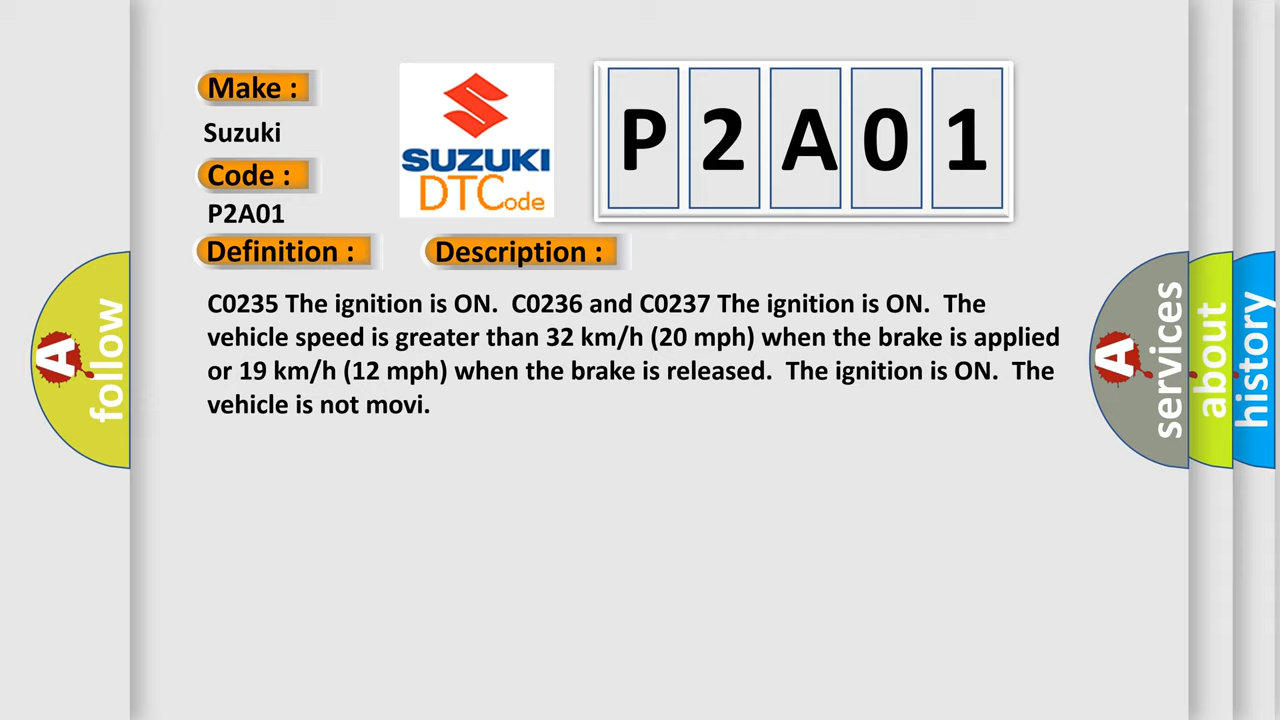 Make :
Suzuki
Code :
P2A01
Definition :
Description :
SUZUKI
DTCode
P2A01
C0235 The ignition is ON. C0236 and C0237 The ignition is ON. The
vehicle speed is greater than 32 km/h (20 mph) when the brake is applied
or 19 km/h (12 mph) when the brake is released. The ignition is ON. The
vehicle is not movi.
A follow
A services
about
history